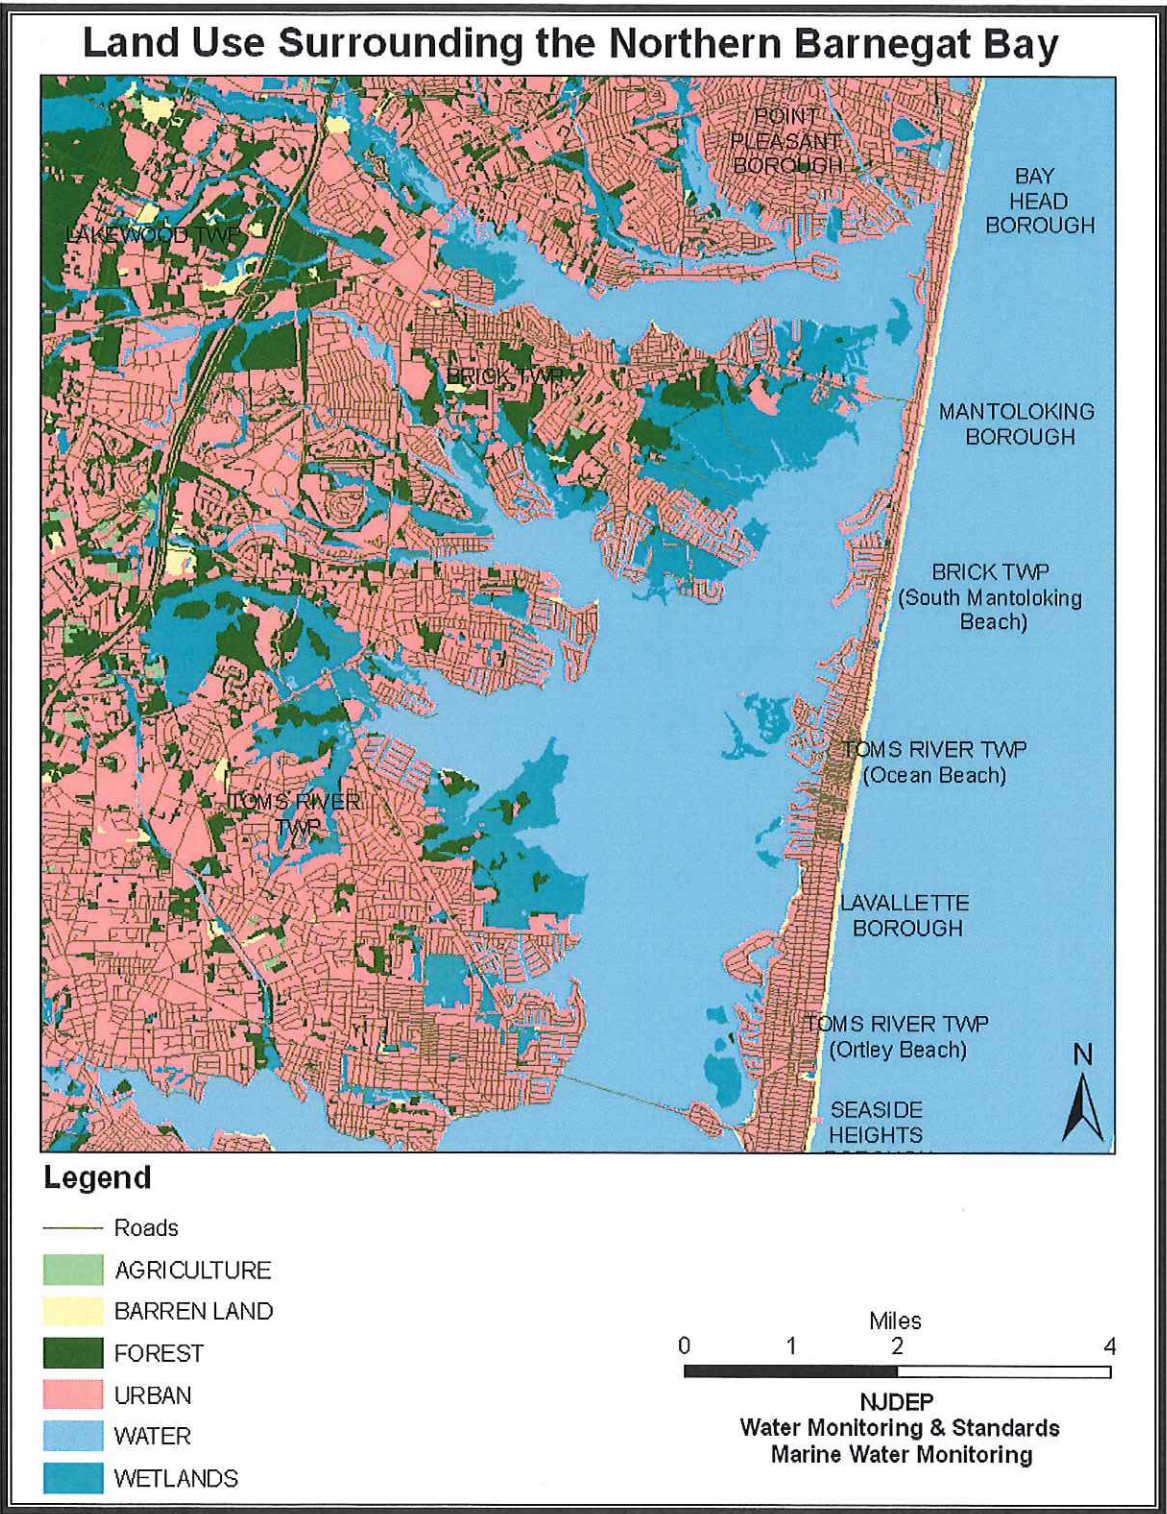 Land Use Surrounding the Northern Barnegat Bay
POINT
PLEASANT
BOROUGH
BAY
HEAD
BOROUGH
LAKEWOOD TWP
BRICK TWP
MANTOLOKING
BOROUGH
BRICK TWP
(South Mantoloking
Beach)
TOMS RIVER TWP
(Ocean Beach)
TOMS RIVER
TWP
LAVALLETTE
BOROUGH
TOMS RIVER TWP
(Ortley Beach)
N
SEASIDE
HEIGHTS
Legend
Roads
AGRICULTURE
BARREN LAND
FOREST
URBAN
WATER
WETLANDS
Miles
0 1 2 4
NJDEP
Water Monitoring & Standards
Marine Water Monitoring